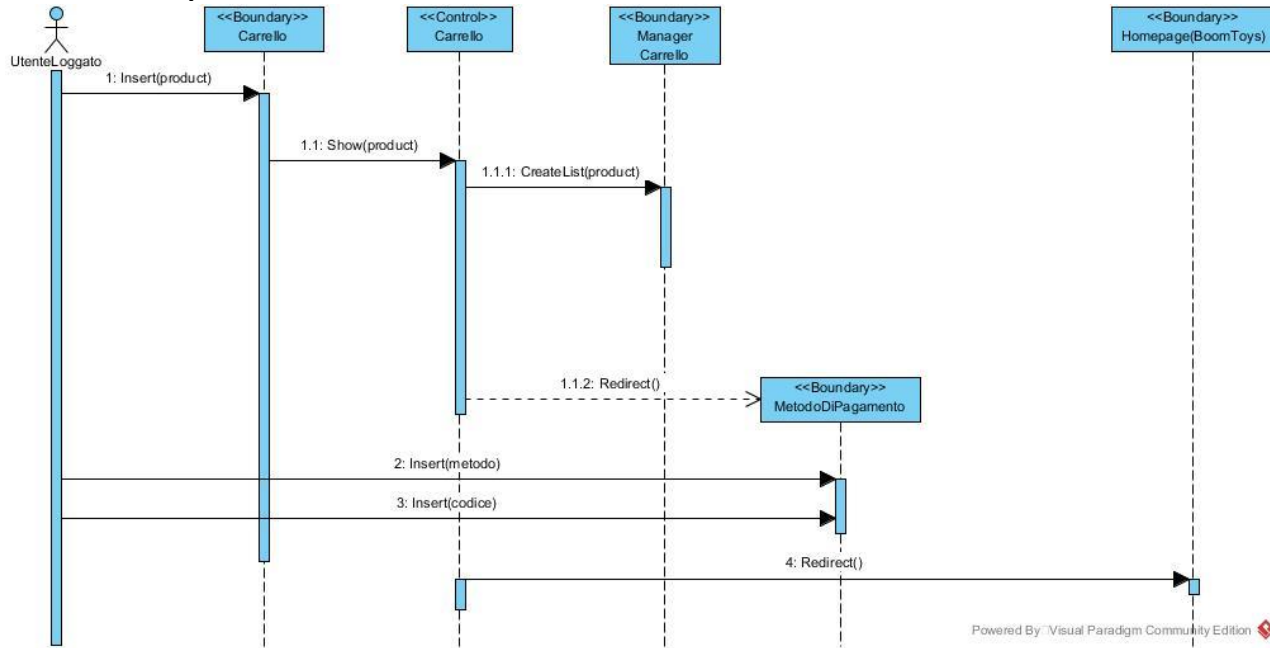 <<Boundary>>
Carrello
<<Control>>
Carrello
<<Boundary>>
Manager
Carrello
<<Boundary>>
Homepage(BoomToys)
UtenteLoggato
1: Insert(product)
1.1: Show(product)
1.1.1: CreateList(product)
1.1.2: Redirect()
<<Boundary>>
MetodoDiPagamento
2: Insert(metodo)
3: Insert(codice)
4: Redirect()
Powered By Visual Paradigm Community Edition